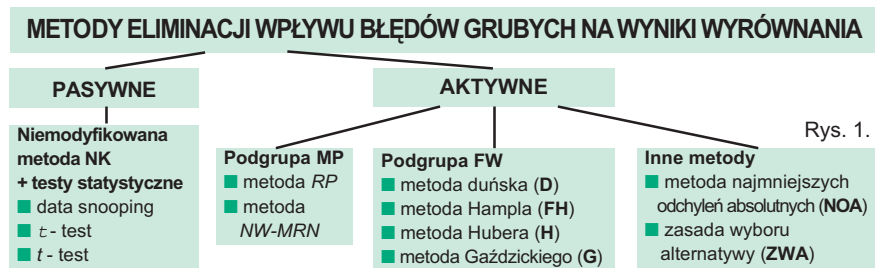 METODY ELIMINACJI WPŁYWU BŁĘDÓW GRUBYCH NA WYNIKI WYRÓWNANIA
PASYWNE
AKTYWNE
Rys. 1.
Niemodyfikowana
metoda NK
+ testy statystyczne
■ data snooping
■ τ - test
■ t - test
Podgrupa MP
■ metoda RP
■ metoda
NW-MRN
Podgrupa FW
■ metoda duńska (D)
■ metoda Hampla (FH)
■ metoda Hubera (H)
■ metoda Gaździckiego (G)
Inne metody
■ metoda najmniejszych
odchyleń absolutnych (NOA)
■ zasada wyboru
alternatywy (ZWA)